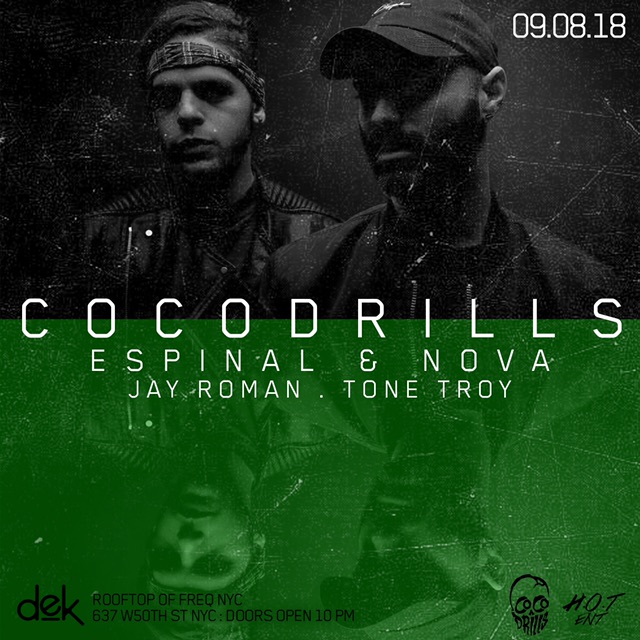 09.08.18
COCODRILLS
ESPINAL & NOVA
JAY ROMAN . TONE TROY
dek
ROOFTOP OF FREQ NYC
637 W50TH ST NYC : DOORS OPEN 10 PM
COCO
DRILLS
H.O.T
ENT.